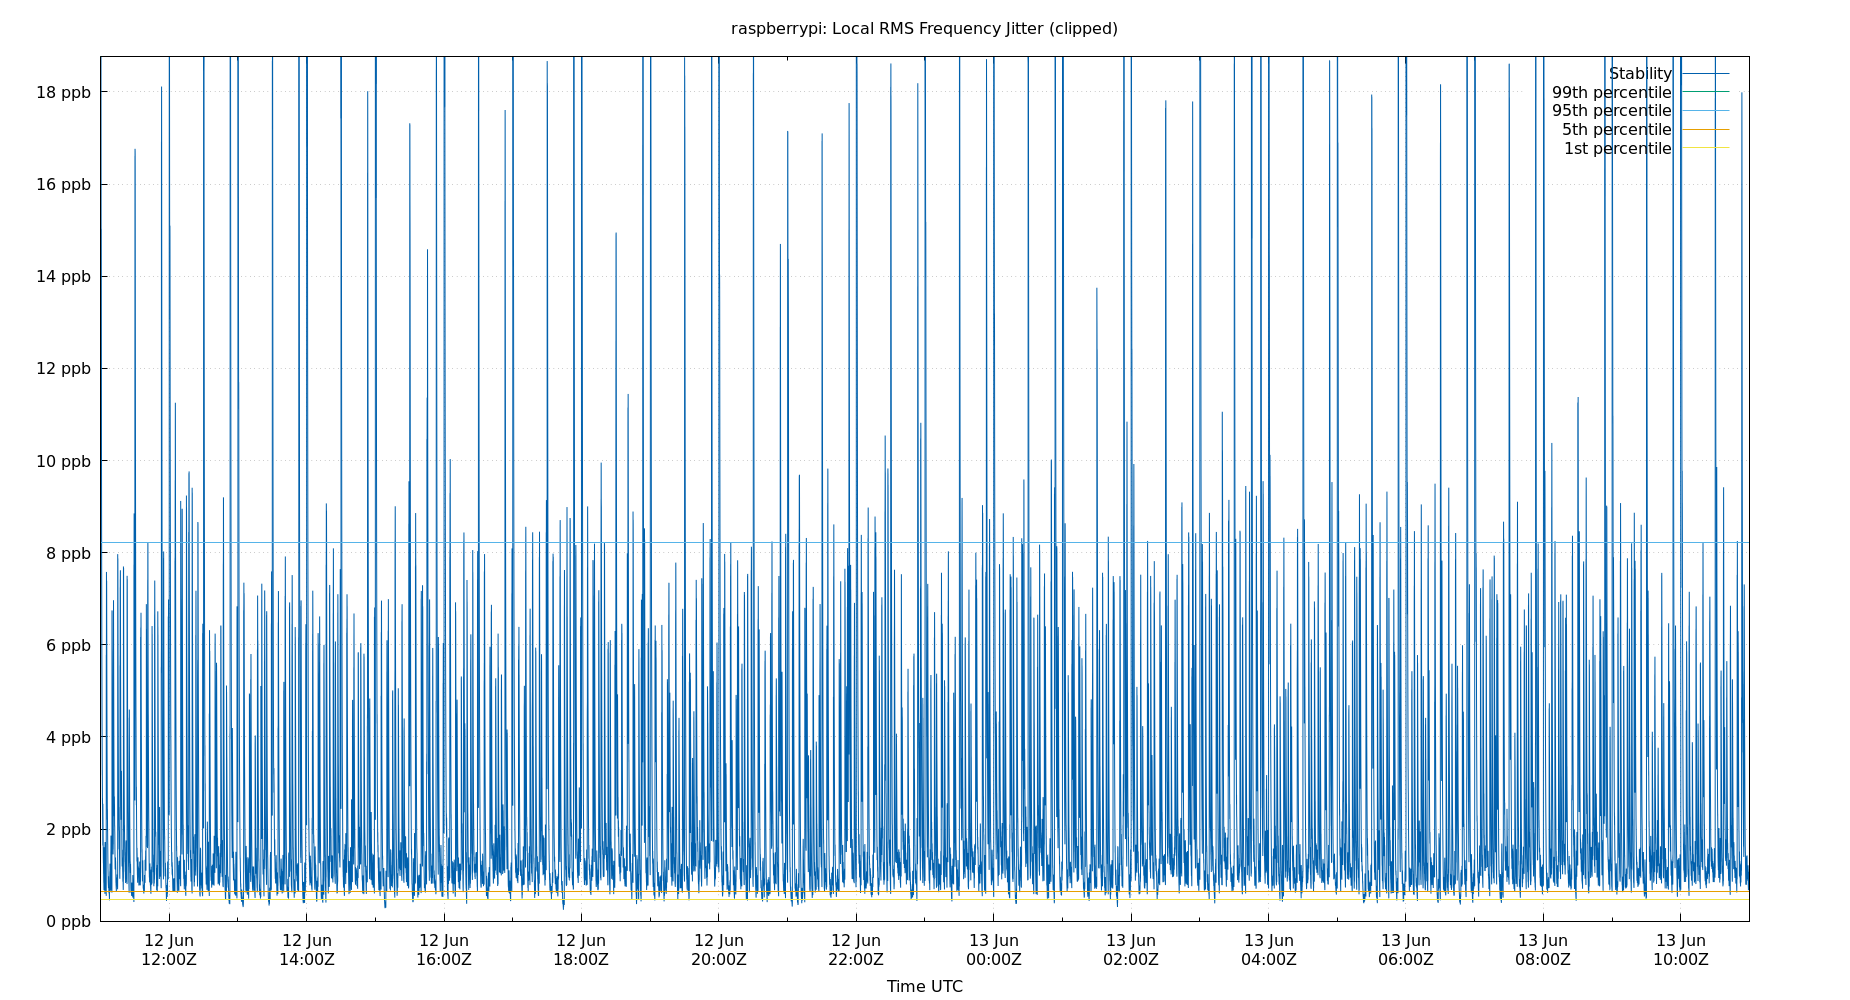 raspberrypi: Local RMS Frequency Jitter (clipped)
Stability
18 ppb
99th percentile
95th percentile
5th percentile
1st percentile
16 ppb
14 ppb
12 ppb
10 ppb
8 ppb
6 ppb
4 ppb
2 ppb
0 ppb
12 Jun 12 Jun 12 Jun 12 Jun 12 Jun 12 Jun 13 Jun 13 Jun 13 Jun 13 Jun 13 Jun 13 Jun
12:00Z 14:00Z 16:00Z 18:00Z 20:00Z 22:00Z 00:00Z 02:00Z 04:00Z 06:00Z 08:00Z 10:00Z
Time UTC